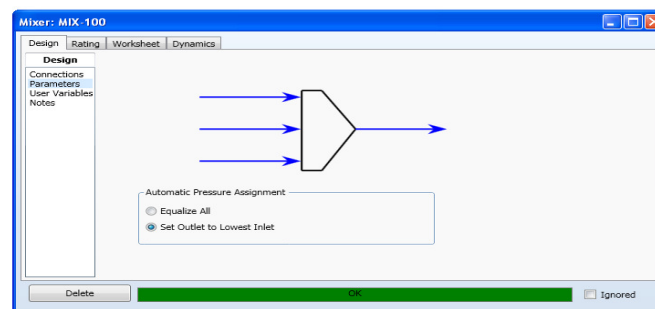 Mixer: MIX-100
Design Rating Worksheet Dynamics
Design
Connections
Parameters
User Variables
Notes
Automatic Pressure Assignment
Equalize All
Set Outlet to Lowest Inlet
Delete
OK
Ignored